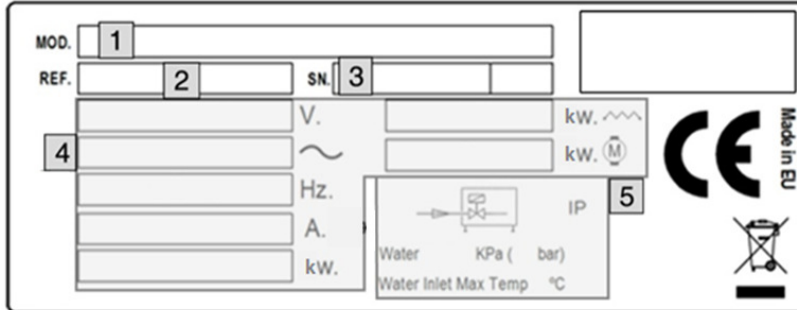 MOD. 1
REF. 2 SN. 3
V. kW.
4 kW. M
Hz. 5
IP
A.
Water KPa ( bar)
kW.
Water Inlet Max Temp °C
CE
Made in EU